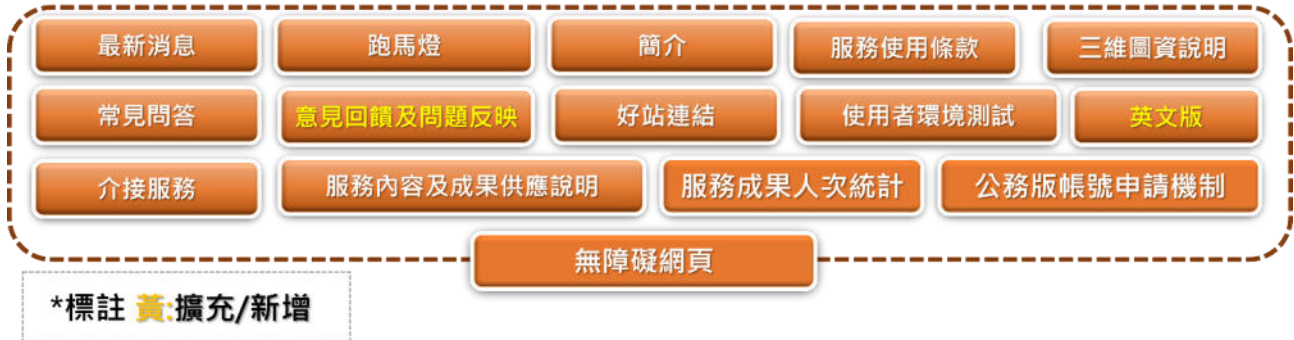 最新消息
跑馬燈
簡介
服務使用條款
三維圖資說明
常見問答
意見回饋及問題反映
好站連結
使用者環境測試
英文版
介接服務
服務內容及成果供應說明
服務成果人次統計
公務版帳號申請機制
無障礙網頁
*標註 黃:擴充/新增